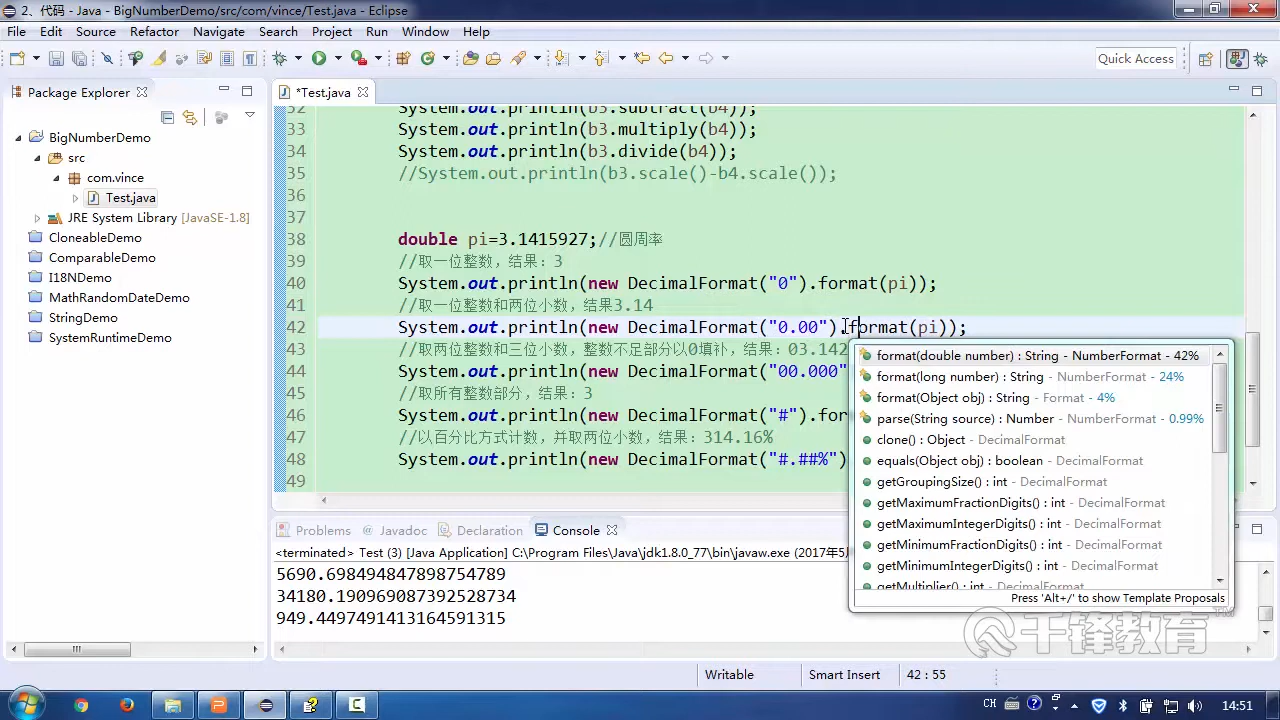 2、代码 - Java - BigNumberDemo/src/com/vince/Test.java - Eclipse
File Edit Source Refactor Navigate Search Project Run Window Help
Quick Access
Package Explorer
*Test.java
BigNumberDemo
src
com.vince
Test.java
JRE System Library [JavaSE-1.8]
CloneableDemo
ComparableDemo
I18NDemo
MathRandomDateDemo
StringDemo
SystemRuntimeDemo
32 System.out.println(b3.subtract(b4));
33 System.out.println(b3.multiply(b4));
34 System.out.println(b3.divide(b4));
35 //System.out.println(b3.scale()-b4.scale());
36
37
38 double pi=3.1415927;//圆周率
39 //取一位整数，结果：3
40 System.out.println(new DecimalFormat("0").format(pi));
41 //取一位整数和两位小数，结果3.14
42 System.out.println(new DecimalFormat("0.00").format(pi));
43 //取两位整数和三位小数，整数不足部分以0填补，结果：03.142
44 System.out.println(new DecimalFormat("00.000"
45 //取所有整数部分，结果：3
46 System.out.println(new DecimalFormat("#").for
47 //以百分比方式计数，并取两位小数，结果：314.16%
48 System.out.println(new DecimalFormat("#.##%")
49
format(double number) : String - NumberFormat - 42%
format(long number) : String - NumberFormat - 24%
format(Object obj) : String - Format - 4%
parse(String source) : Number - NumberFormat - 0.99%
clone() : Object - DecimalFormat
equals(Object obj) : boolean - DecimalFormat
getGroupingSize() : int - DecimalFormat
getMaximumFractionDigits() : int - DecimalFormat
getMaximumIntegerDigits() : int - DecimalFormat
getMinimumFractionDigits() : int - DecimalFormat
getMinimumIntegerDigits() : int - DecimalFormat
getMultiplier() : int - DecimalFormat
Press 'Alt+/' to show Template Proposals
Problems @ Javadoc Declaration Console
<terminated> Test (3) [Java Application] C:\Program Files\Java\jdk1.8.0_77\bin\javaw.exe (2017年5月
5690.698494847898754789
34180.190969087392528734
949.4497491413164591315
千锋教育™
Writable Smart Insert 42 : 55
CH 14:51